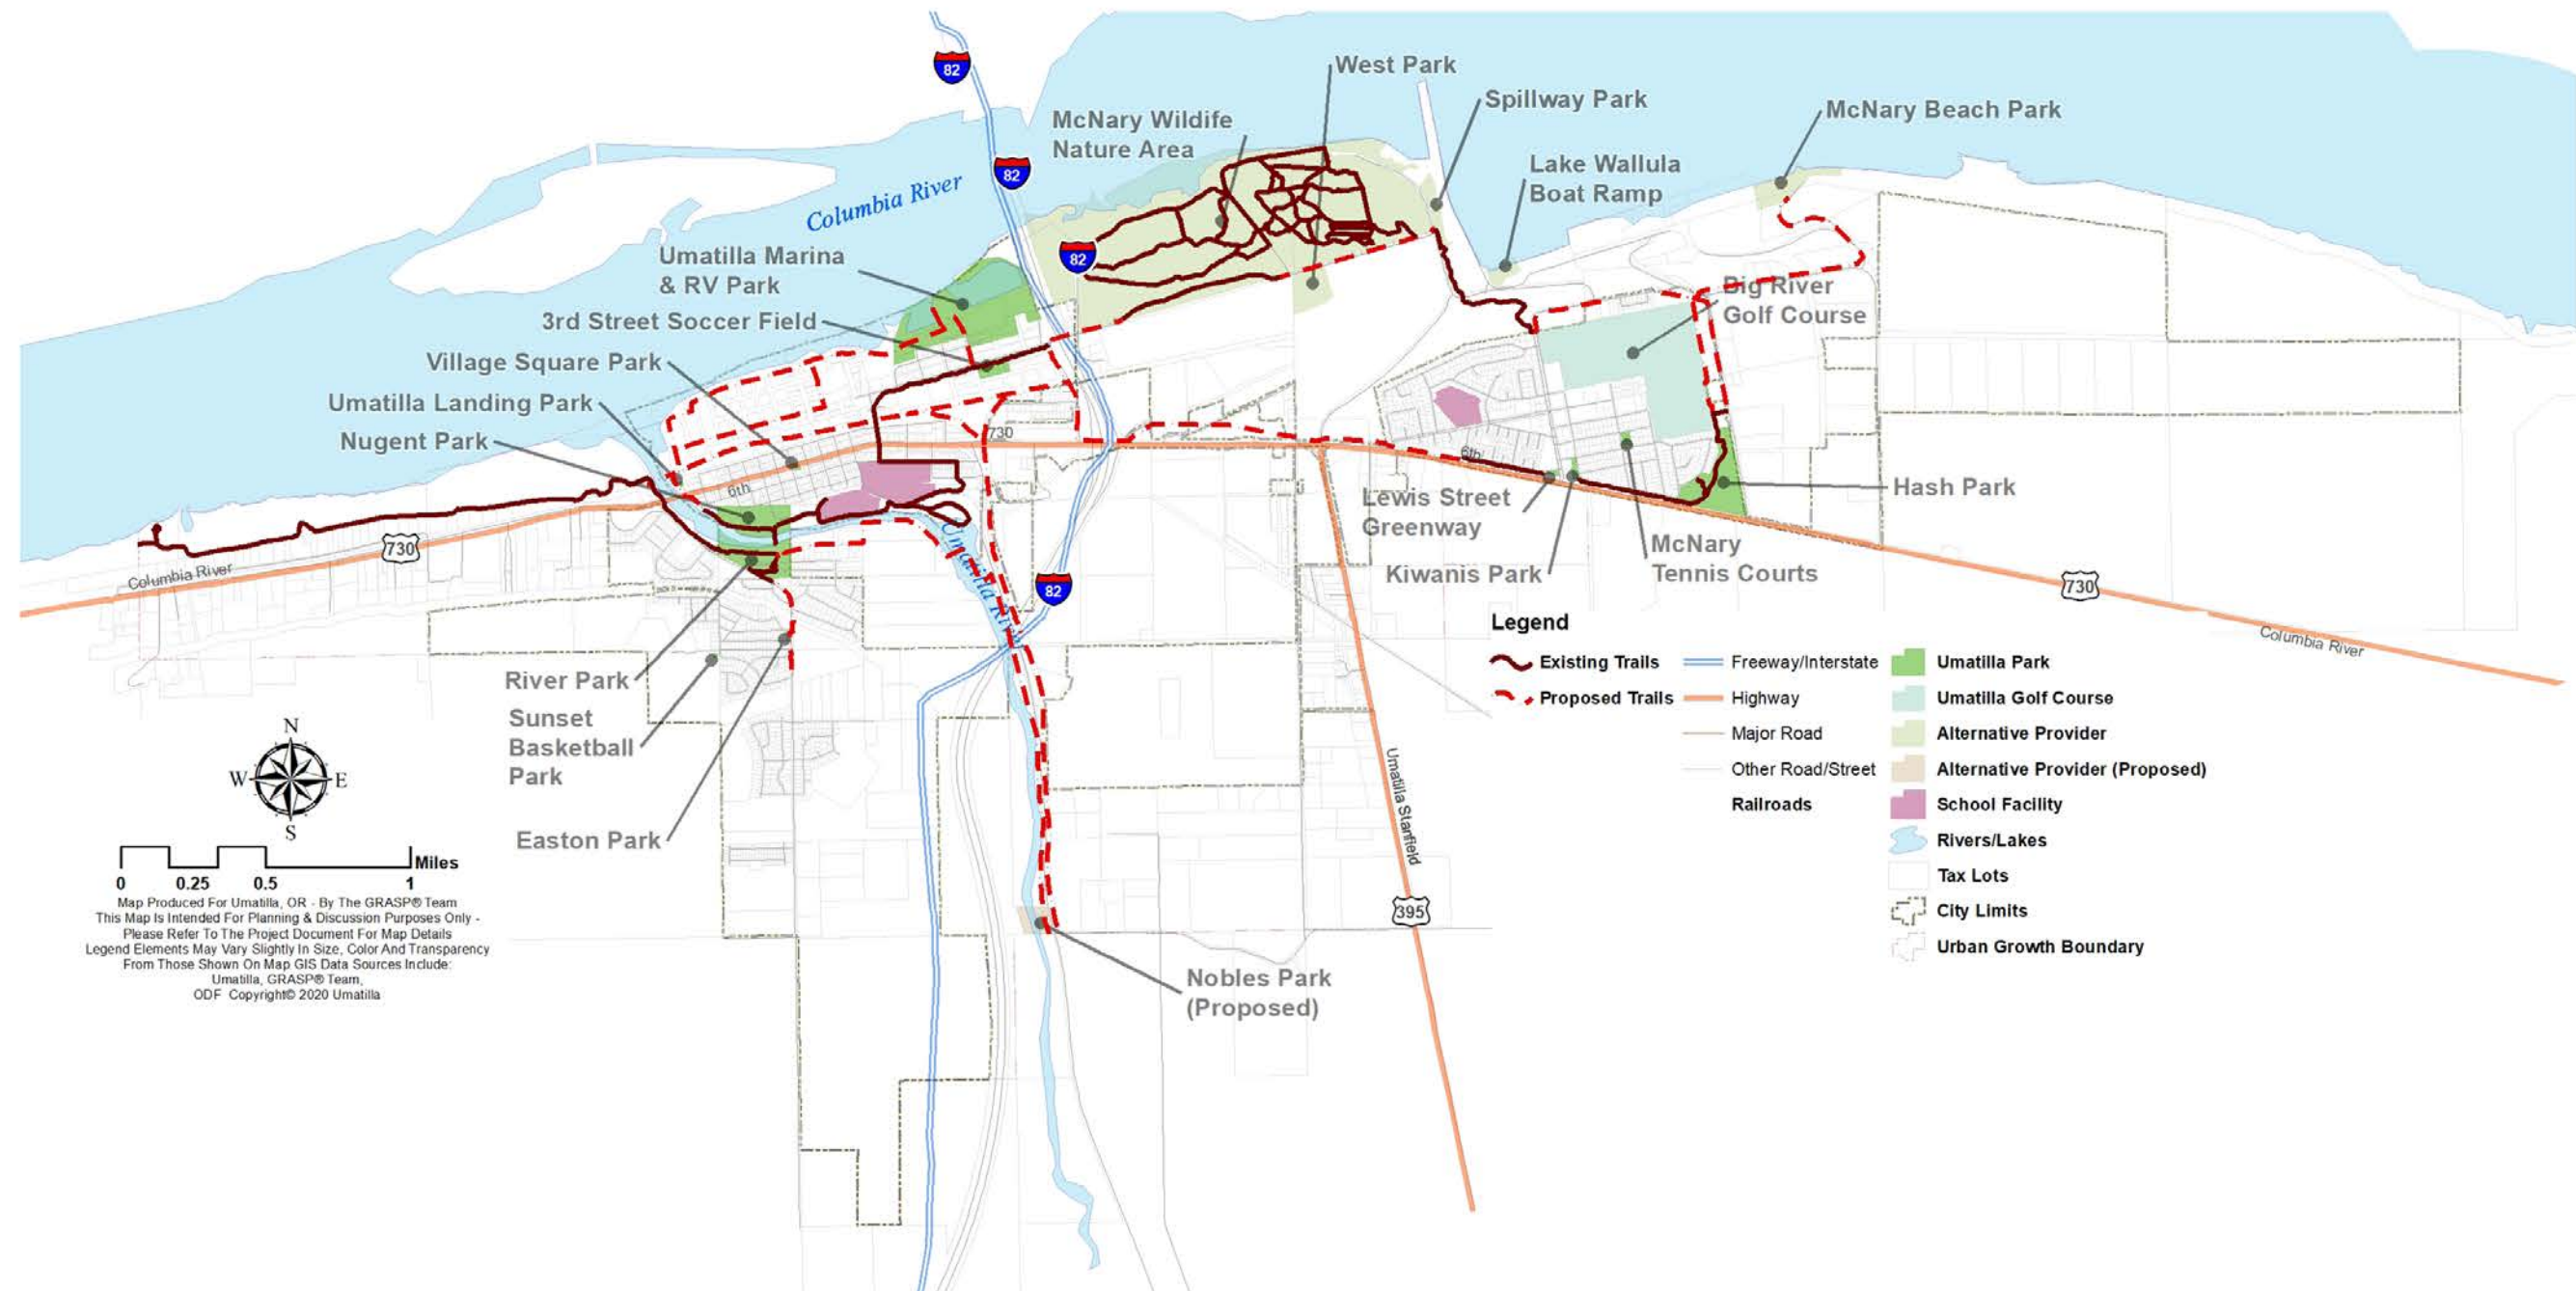 82
West Park
Spillway Park
McNary Wildife
Nature Area
McNary Beach Park
82
Lake Wallula
Boat Ramp
Columbia River
Umatilla Marina
& RV Park
82
Big River
Golf Course
3rd Street Soccer Field
Village Square Park
Umatilla Landing Park
Nugent Park
730
6th
6th
Lewis Street
Greenway
Hash Park
730
Columbia River
Umatilla River
McNary
Tennis Courts
Kiwanis Park
82
730
Columbia River
River Park
Sunset
Basketball
Park
Easton Park
Umatilla Stanfield
395
Nobles Park
(Proposed)
N
W
E
S
Miles
0
0.25
0.5
1
Map Produced For Umatilla, OR - By The GRASP® Team
This Map Is Intended For Planning & Discussion Purposes Only -
Please Refer To The Project Document For Map Details
Legend Elements May Vary Slightly In Size, Color And Transparency
From Those Shown On Map GIS Data Sources Include:
Umatilla, GRASP® Team,
ODF Copyright© 2020 Umatilla
Legend
Existing Trails
Proposed Trails
Freeway/Interstate
Highway
Major Road
Other Road/Street
Railroads
Umatilla Park
Umatilla Golf Course
Alternative Provider
Alternative Provider (Proposed)
School Facility
Rivers/Lakes
Tax Lots
City Limits
Urban Growth Boundary